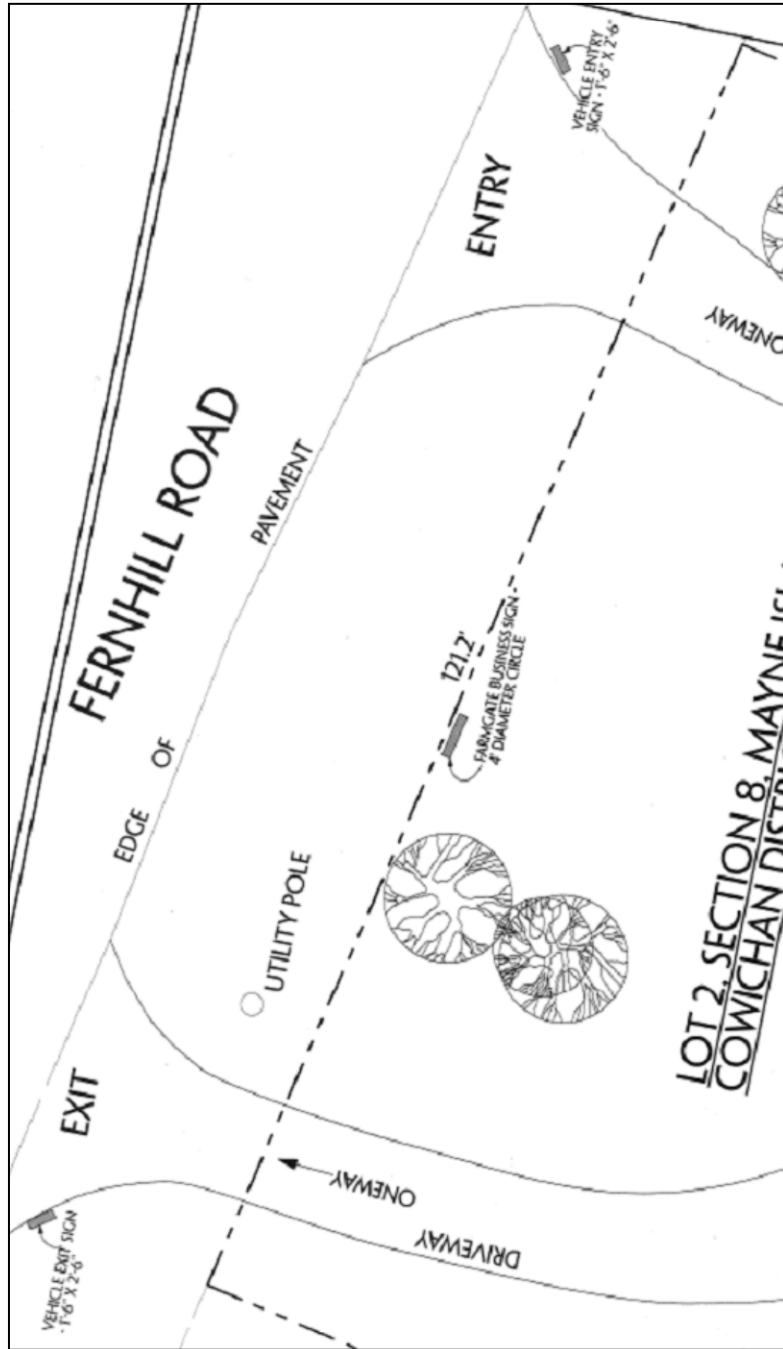 VEHICLE ENTRY
SIGN - 1'-6" X 2'-6"
ENTRY
ONEWAY
FERNHILL ROAD
EDGE OF PAVEMENT
121.2'
FARMGATE BUSINESS SIGN -
4' DIAMETER CIRCLE
UTILITY POLE
LOT 2, SECTION 8, MAYNE
COWICHAN
EXIT
ONEWAY
DRIVEWAY
VEHICLE EXIT SIGN
- 1'-6" X 2'-6"